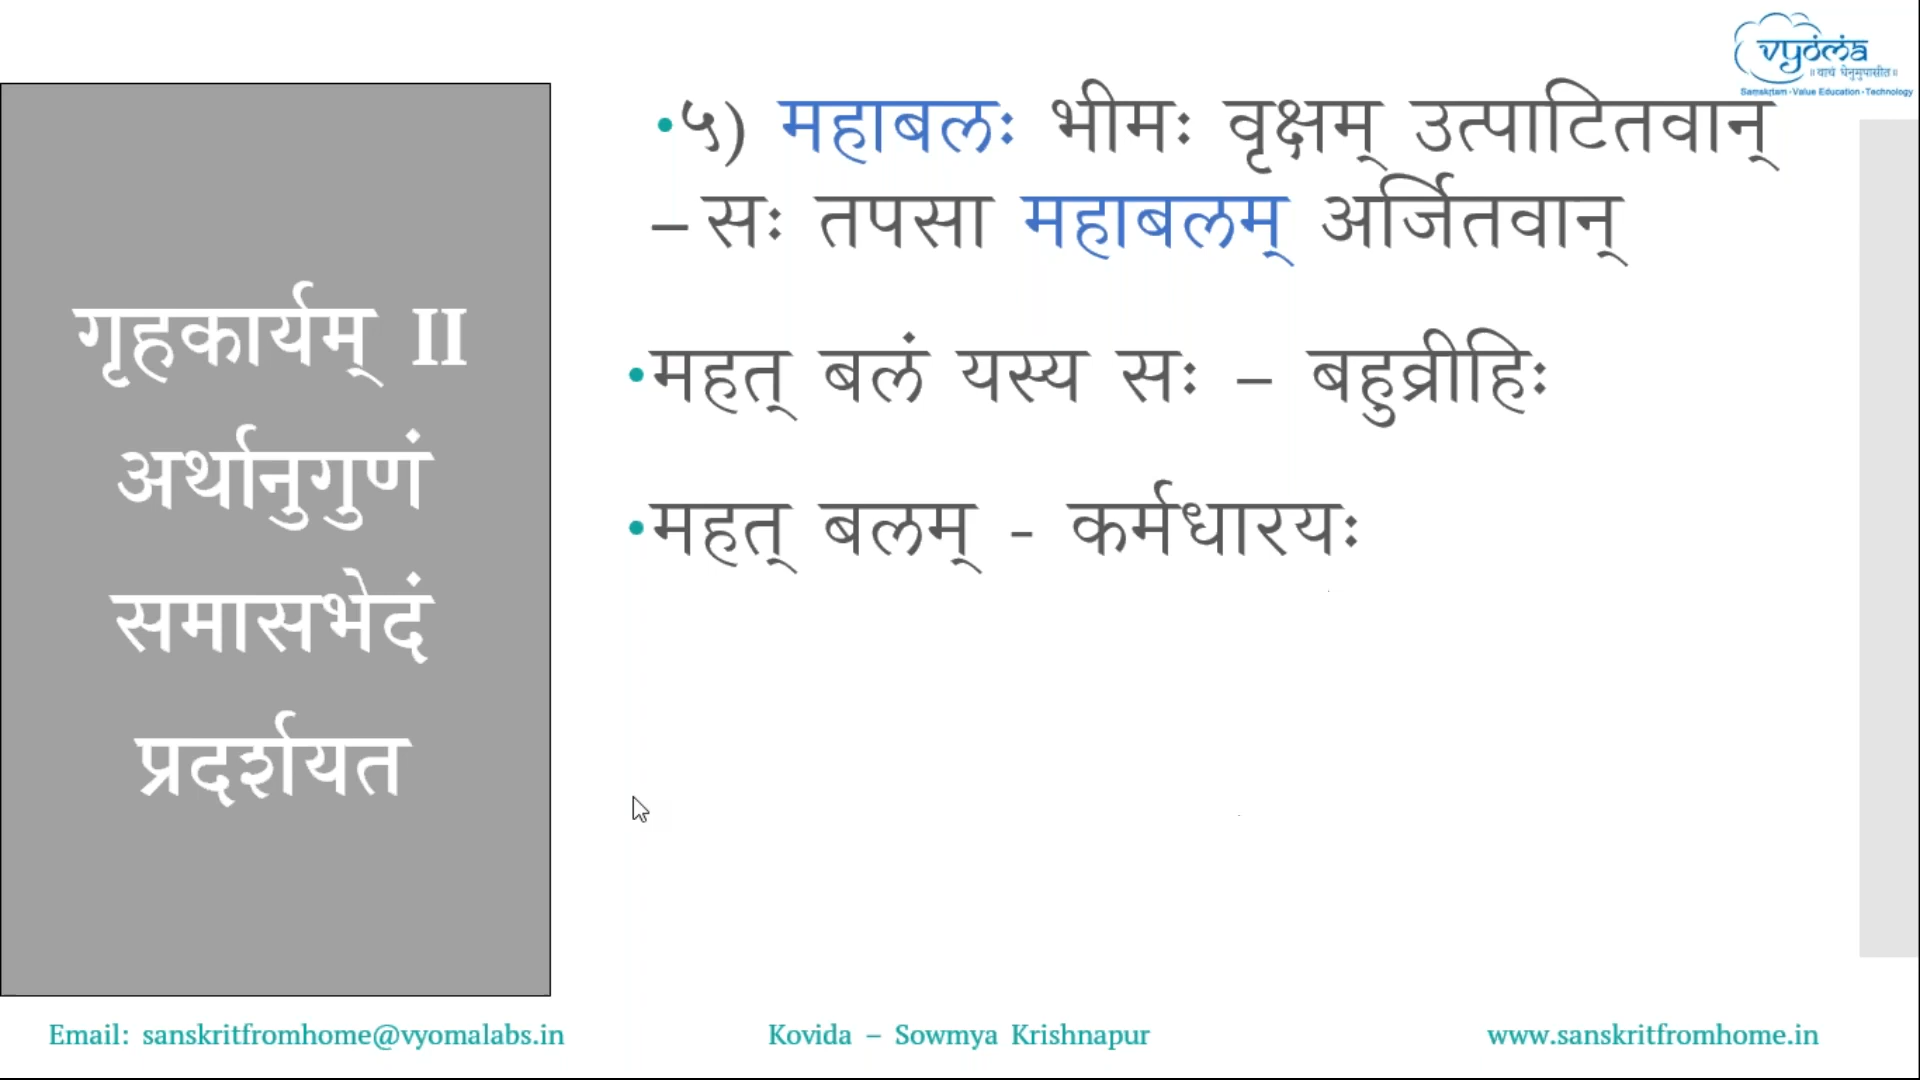 vyoma
॥ वाचं धेनुमुपासीत॥
Samskṛtam - Value Education - Technology
गृहकार्यम् II
अर्थानुगुणं
समासभेदं
प्रदर्शयत
•५) महाबलः भीमः वृक्षम् उत्पाटितवान्
– सः तपसा महाबलम् अर्जितवान्
•महत् बलं यस्य सः – बहुव्रीहिः
•महत् बलम् - कर्मधारयः
Email: sanskritfromhome@vyomalabs.in
Kovida – Sowmya Krishnapur
www.sanskritfromhome.in